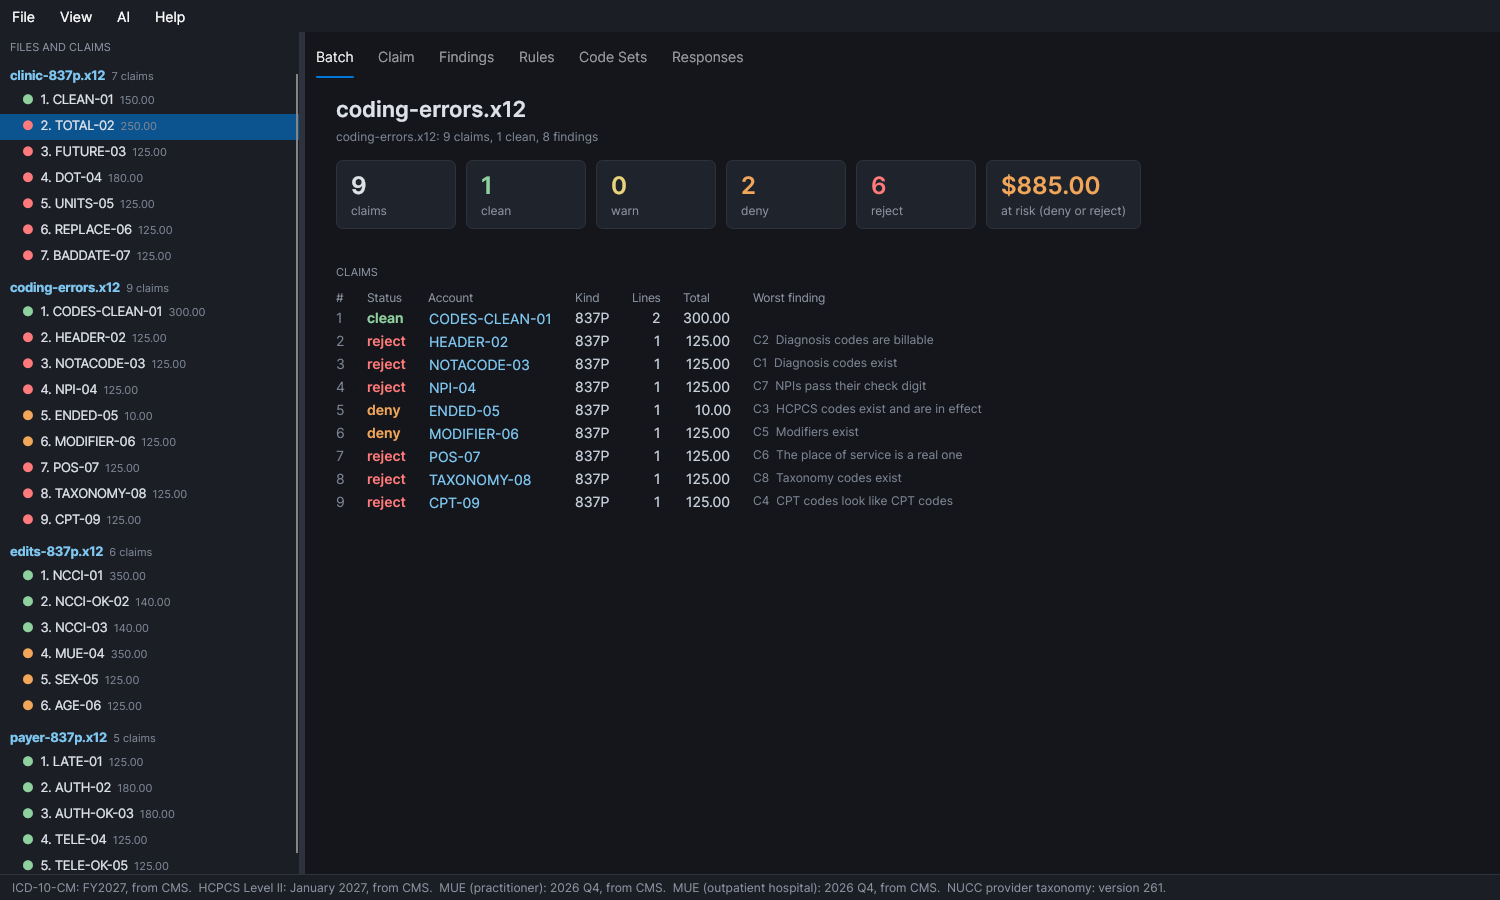 File View AI Help
FILES AND CLAIMS
clinic-837p.x12 7 claims
1. CLEAN-01 150.00
2. TOTAL-02 250.00
3. FUTURE-03 125.00
4. DOT-04 180.00
5. UNITS-05 125.00
6. REPLACE-06 125.00
7. BADDATE-07 125.00
coding-errors.x12 9 claims
1. CODES-CLEAN-01 300.00
2. HEADER-02 125.00
3. NOTACODE-03 125.00
4. NPI-04 125.00
5. ENDED-05 10.00
6. MODIFIER-06 125.00
7. POS-07 125.00
8. TAXONOMY-08 125.00
9. CPT-09 125.00
edits-837p.x12 6 claims
1. NCCI-01 350.00
2. NCCI-OK-02 140.00
3. NCCI-03 140.00
4. MUE-04 350.00
5. SEX-05 125.00
6. AGE-06 125.00
payer-837p.x12 5 claims
1. LATE-01 125.00
2. AUTH-02 180.00
3. AUTH-OK-03 180.00
4. TELE-04 125.00
5. TELE-OK-05 125.00
Batch Claim Findings Rules Code Sets Responses
coding-errors.x12
coding-errors.x12: 9 claims, 1 clean, 8 findings
9 1 0 2 6 $885.00
claims clean warn deny reject at risk (deny or reject)
CLAIMS
# Status Account Kind Lines Total Worst finding
1 clean CODES-CLEAN-01 837P 2 300.00
2 reject HEADER-02 837P 1 125.00 C2 Diagnosis codes are billable
3 reject NOTACODE-03 837P 1 125.00 C1 Diagnosis codes exist
4 reject NPI-04 837P 1 125.00 C7 NPIs pass their check digit
5 deny ENDED-05 837P 1 10.00 C3 HCPCS codes exist and are in effect
6 deny MODIFIER-06 837P 1 125.00 C5 Modifiers exist
7 reject POS-07 837P 1 125.00 C6 The place of service is a real one
8 reject TAXONOMY-08 837P 1 125.00 C8 Taxonomy codes exist
9 reject CPT-09 837P 1 125.00 C4 CPT codes look like CPT codes
ICD-10-CM: FY2027, from CMS. HCPCS Level II: January 2027, from CMS. MUE (practitioner): 2026 Q4, from CMS. MUE (outpatient hospital): 2026 Q4, from CMS. NUCC provider taxonomy: version 261.